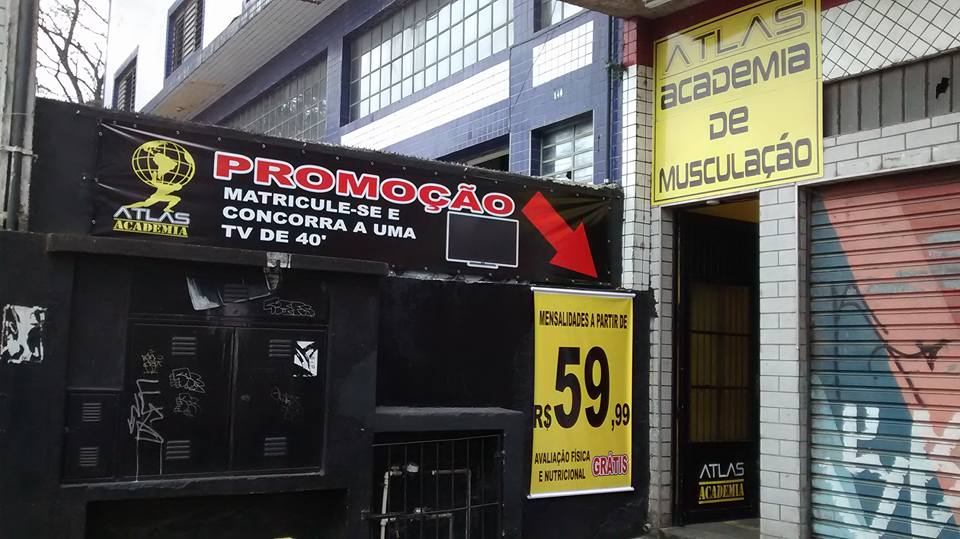 PROMOÇÃO
MATRICULE-SE E
CONCORRA A UMA
TV DE 40'
ATLAS
ACADEMIA
ATLAS
ACADEMIA
DE
MUSCULAÇÃO
MENSALIDADES A PARTIR DE
R$59,99
AVALIAÇÃO FÍSICA
E NUTRICIONAL GRÁTIS
ATLAS
ACADEMIA